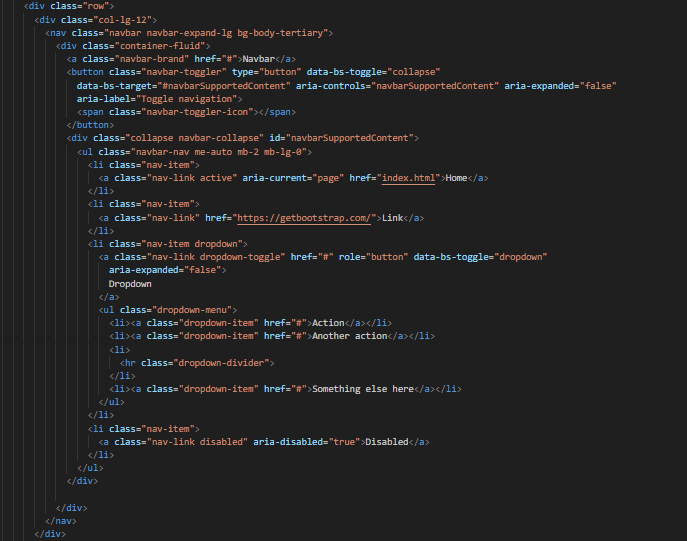 <div class="row">
<div class="col-lg-12">
<nav class="navbar navbar-expand-lg bg-body-tertiary">
<div class="container-fluid">
<a class="navbar-brand" href="#">Navbar</a>
<button class="navbar-toggler" type="button" data-bs-toggle="collapse"
data-bs-target="#navbarSupportedContent" aria-controls="navbarSupportedContent" aria-expanded="false"
aria-label="Toggle navigation">
<span class="navbar-toggler-icon"></span>
</button>
<div class="collapse navbar-collapse" id="navbarSupportedContent">
<ul class="navbar-nav me-auto mb-2 mb-lg-0">
<li class="nav-item">
<a class="nav-link active" aria-current="page" href="index.html">Home</a>
</li>
<li class="nav-item">
<a class="nav-link" href="https://getbootstrap.com/">Link</a>
</li>
<li class="nav-item dropdown">
<a class="nav-link dropdown-toggle" href="#" role="button" data-bs-toggle="dropdown"
aria-expanded="false">
Dropdown
</a>
<ul class="dropdown-menu">
<li><a class="dropdown-item" href="#">Action</a></li>
<li><a class="dropdown-item" href="#">Another action</a></li>
<li>
<hr class="dropdown-divider">
</li>
<li><a class="dropdown-item" href="#">Something else here</a></li>
</ul>
</li>
<li class="nav-item">
<a class="nav-link disabled" aria-disabled="true">Disabled</a>
</li>
</ul>
</div>
</div>
</nav>
</div>